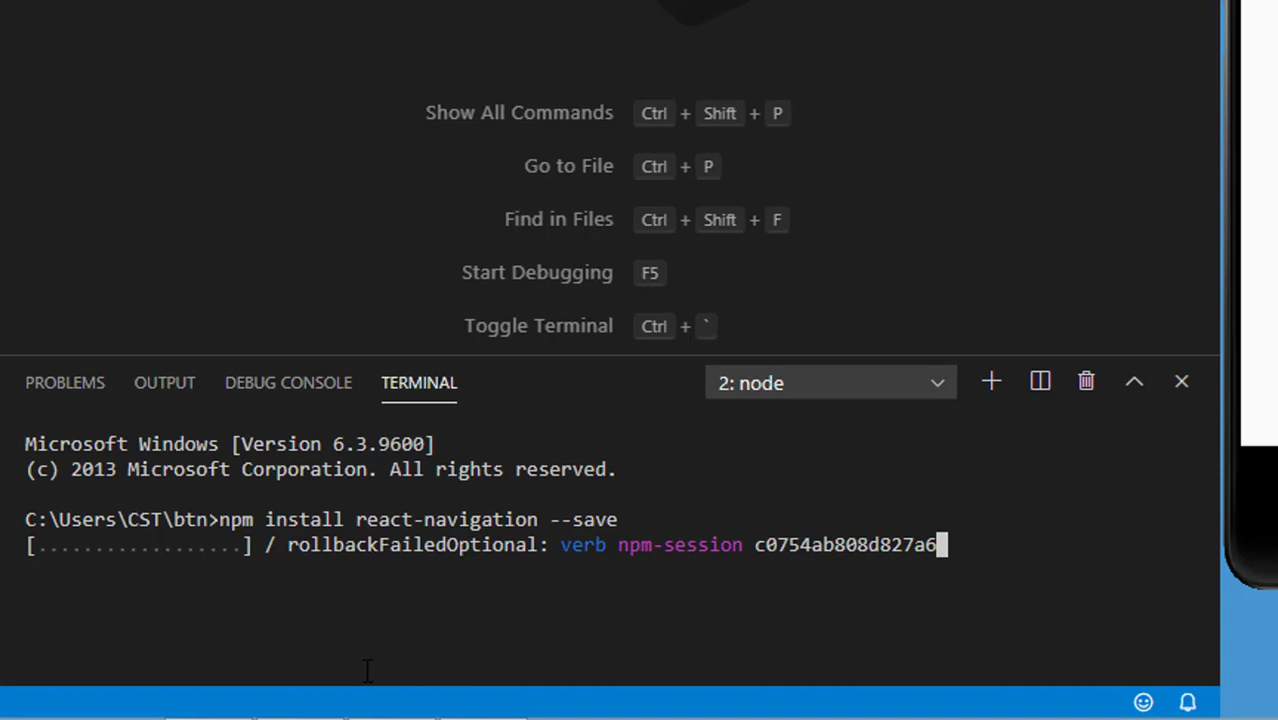 Show All Commands Ctrl + Shift + P
Go to File Ctrl + P
Find in Files Ctrl + Shift + F
Start Debugging F5
Toggle Terminal Ctrl + `
PROBLEMS OUTPUT DEBUG CONSOLE TERMINAL 2: node
Microsoft Windows [Version 6.3.9600]
(c) 2013 Microsoft Corporation. All rights reserved.
C:\Users\CST\btn>npm install react-navigation --save
[..................] / rollbackFailedOptional: verb npm-session c0754ab808d827a6